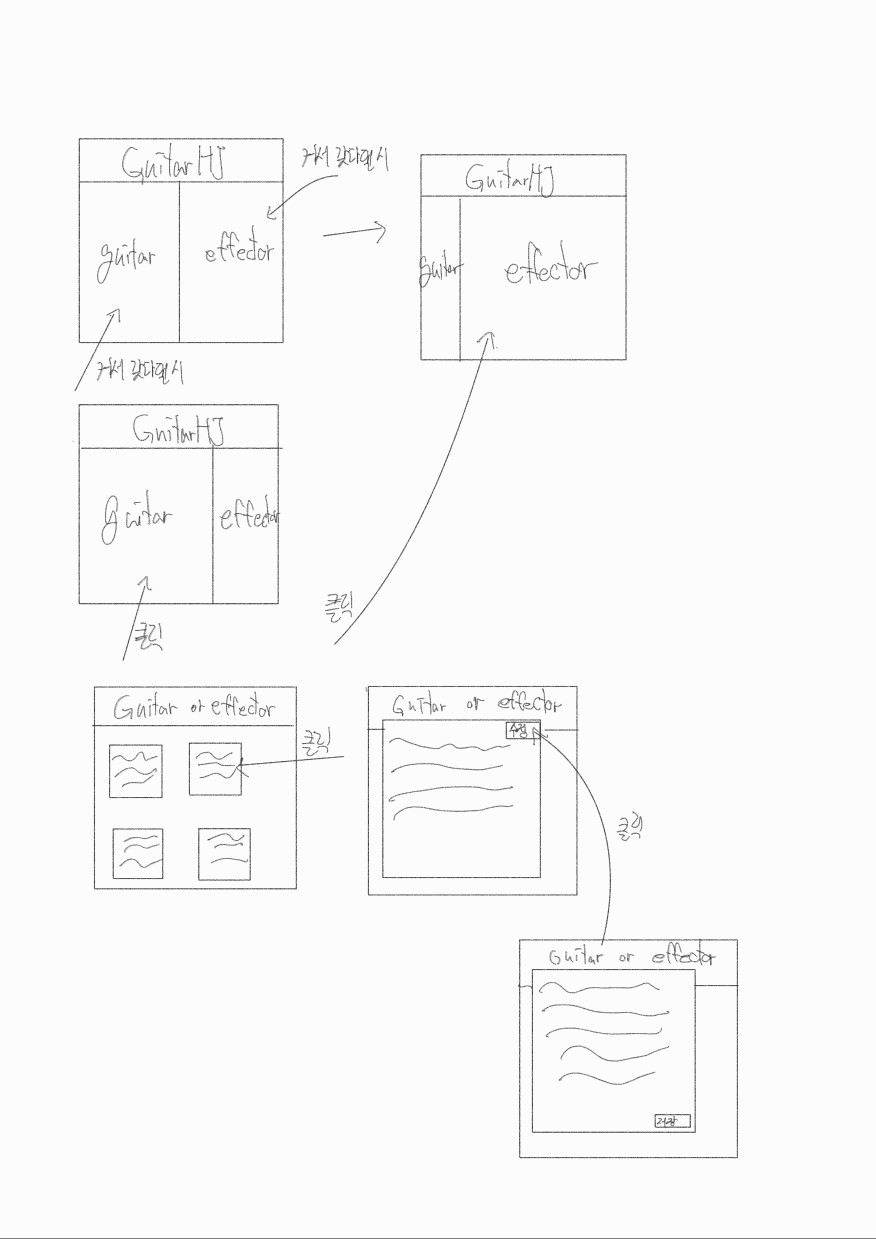 GuitarHJ
커서 갖다댈시
guitar
effector
GuitarHJ
guitar
effector
커서 갖다댈시
GuitarHJ
guitar
effector
클릭
클릭
Guitar or effector
클릭
Guitar or effector
수정
클릭
Guitar or effector
저장